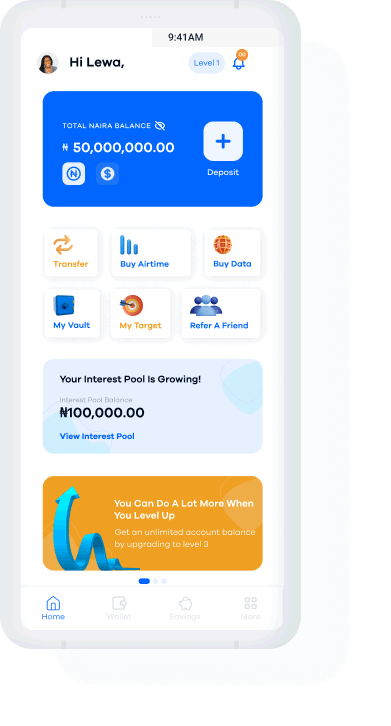 9:41AM
Hi Lewa,
Level 1
TOTAL NAIRA BALANCE
₦ 50,000,000.00
Deposit
Transfer
Buy Airtime
Buy Data
My Vault
My Target
Refer A Friend
Your Interest Pool Is Growing!
Interest Pool Balance
₦100,000.00
View Interest Pool
You Can Do A Lot More When
You Level Up
Get an unlimited account balance
by upgrading to level 3
Home
Wallet
Savings
More